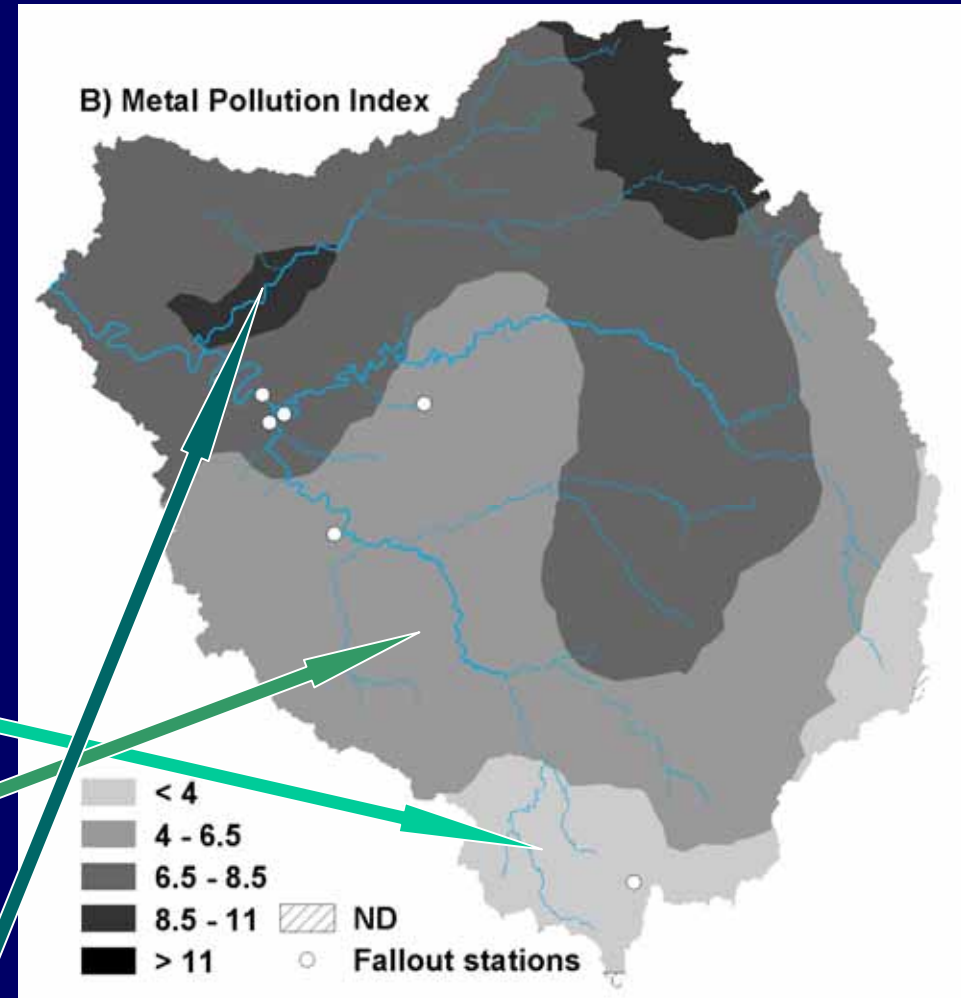 B) Metal Pollution Index
< 4
4 - 6.5
6.5 - 8.5
8.5 - 11
ND
> 11
Fallout stations